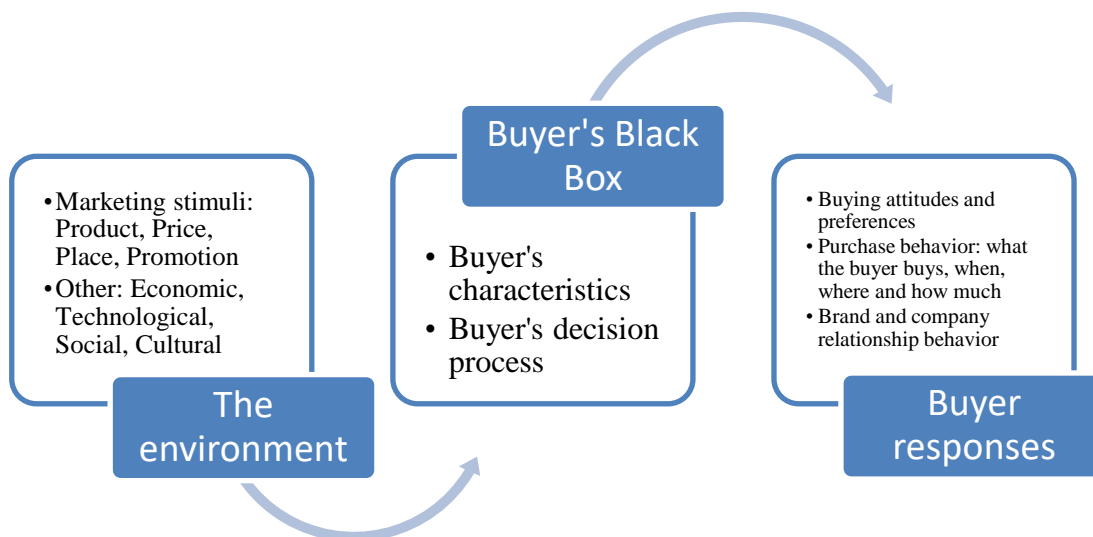 •Marketing stimuli:
Product, Price,
Place, Promotion
•Other: Economic,
Technological,
Social, Cultural
The
environment
Buyer's Black
Box
• Buyer's
characteristics
• Buyer's decision
process
• Buying attitudes and
preferences
• Purchase behavior: what
the buyer buys, when,
where and how much
• Brand and company
relationship behavior
Buyer
responses